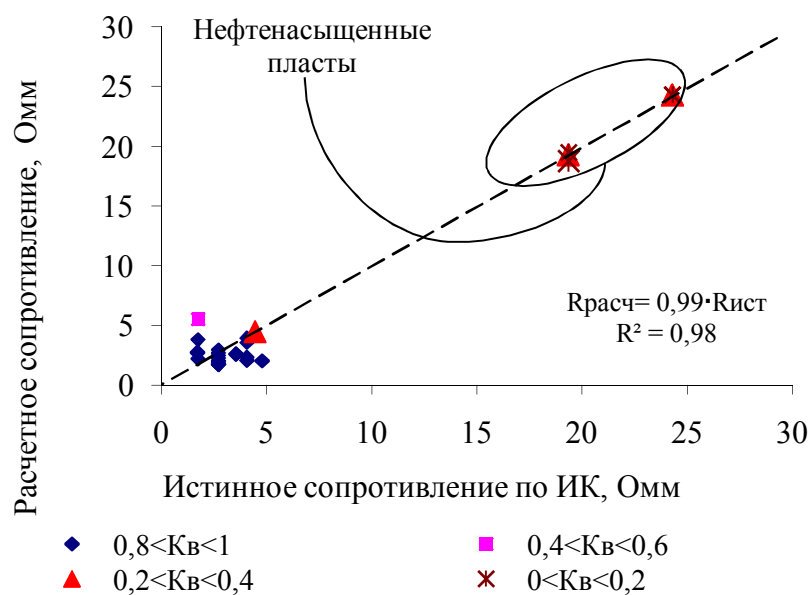 Нефтенасыщенные
пласты
Расчетное сопротивление, Омм
30
25
20
15
10
5
0
Rрасч= 0,99·Rист
R² = 0,98
0 5 10 15 20 25 30
Истинное сопротивление по ИК, Омм
0,8<Кв<1 0,4<Кв<0,6
0,2<Кв<0,4 0<Кв<0,2